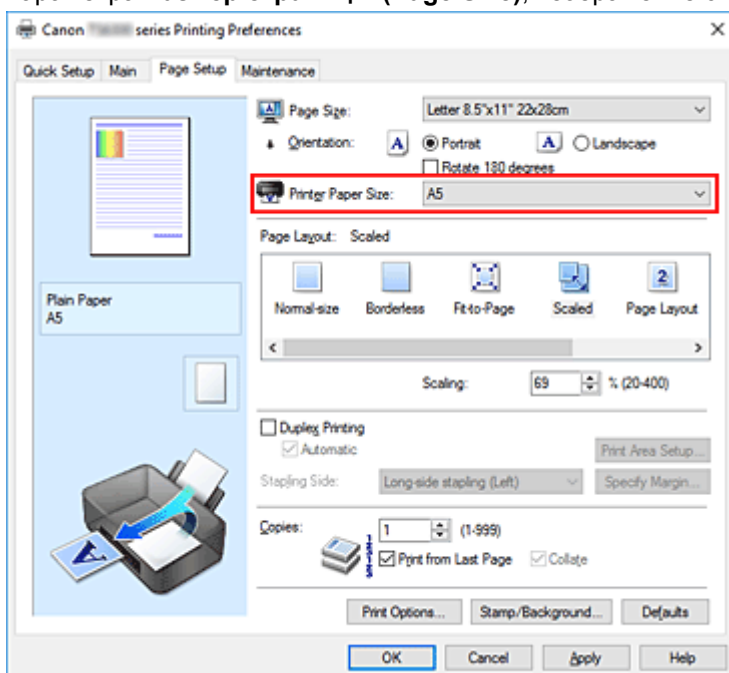 Canon series Printing Preferences
Quick Setup Main Page Setup Maintenance
Page Size: Letter 8.5"x11" 22x28cm
Orientation: A Portrait A Landscape
Rotate 180 degrees
Printer Paper Size: A5
Page Layout: Scaled
Normal-size Borderless Fit-to-Page Scaled Page Layout
Plain Paper
A5
Scaling: 69 % (20-400)
Duplex Printing
Automatic Print Area Setup...
Stapling Side: Long-side stapling (Left) Specify Margin...
Copies: 1 (1-999)
Print from Last Page Collate
Print Options... Stamp/Background... Defaults
OK Cancel Apply Help